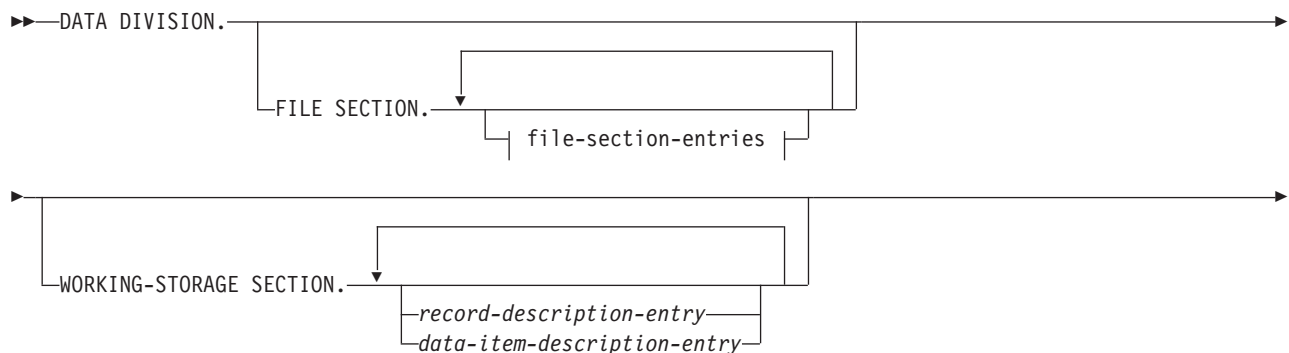 DATA DIVISION.
FILE SECTION.
file-section-entries
WORKING-STORAGE SECTION.
record-description-entry
data-item-description-entry